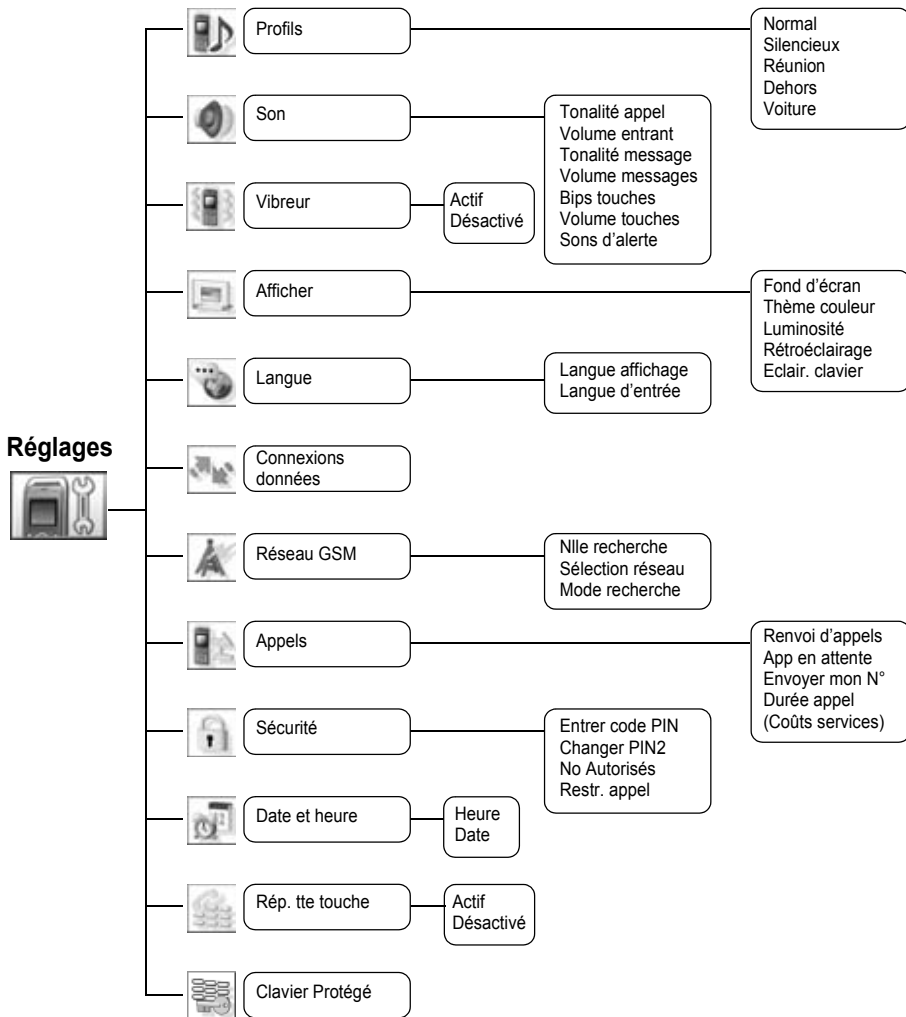 Profils
Normal
Silencieux
Réunion
Dehors
Voiture
Son
Tonalité appel
Volume entrant
Tonalité message
Volume messages
Bips touches
Volume touches
Sons d'alerte
Vibreur
Actif
Désactivé
Afficher
Fond d'écran
Thème couleur
Luminosité
Rétroéclairage
Eclair. clavier
Langue
Langue affichage
Langue d'entrée
Réglages
Connexions
données
Réseau GSM
Nlle recherche
Sélection réseau
Mode recherche
Appels
Renvoi d'appels
App en attente
Envoyer mon N°
Durée appel
(Coûts services)
Sécurité
Entrer code PIN
Changer PIN2
No Autorisés
Restr. appel
Date et heure
Heure
Date
Rép. tte touche
Actif
Désactivé
Clavier Protégé